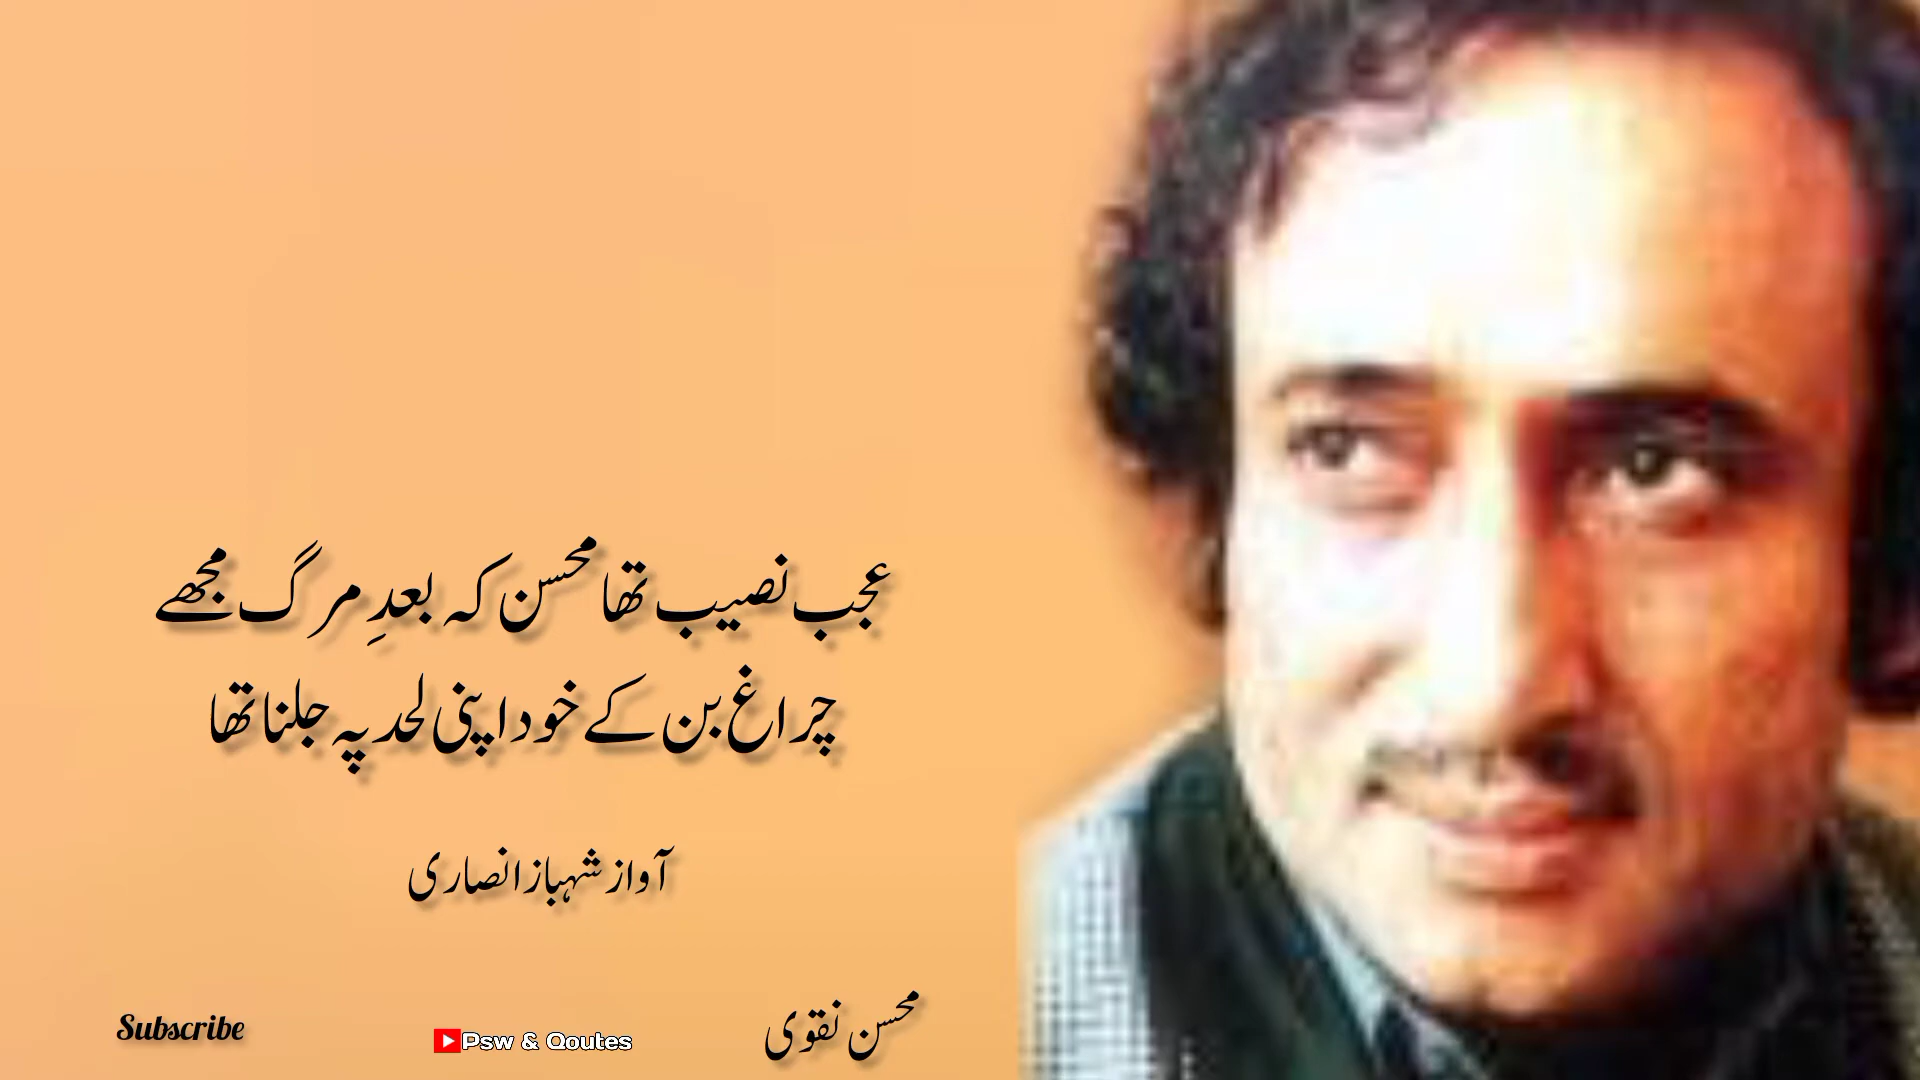 عجب نصیب تھا محسن کہ بعدِ مرگ مجھے
چراغ بن کے خود اپنی لحد پہ جلنا تھا
آواز شہباز انصاری
محسن نقوی
Psw & Qoutes
Subscribe